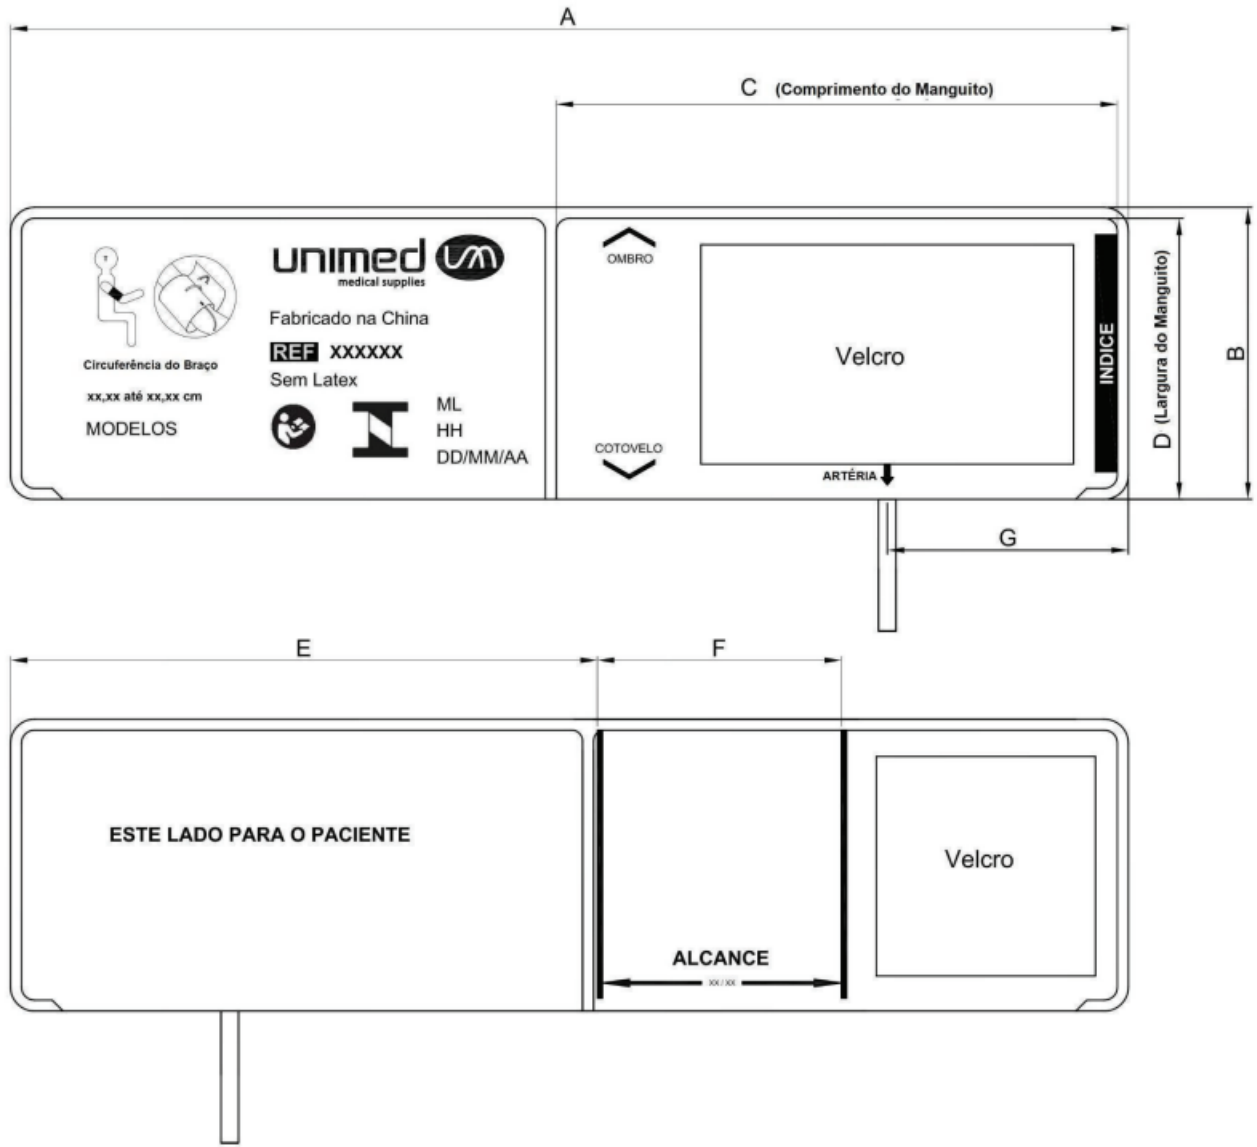 A
C (Comprimento do Manguito)
unimed um
medical supplies
Fabricado na China
REF XXXXXX
Sem Latex
ML
HH
DD/MM/AA
Circuferência do Braço
xx,xx até xx,xx cm
MODELOS
OMBRO
COTOVELO
Velcro
ARTÉRIA
INDICE
D (Largura do Manguito)
B
G
E
F
ESTE LADO PARA O PACIENTE
ALCANCE
XX / XX
Velcro